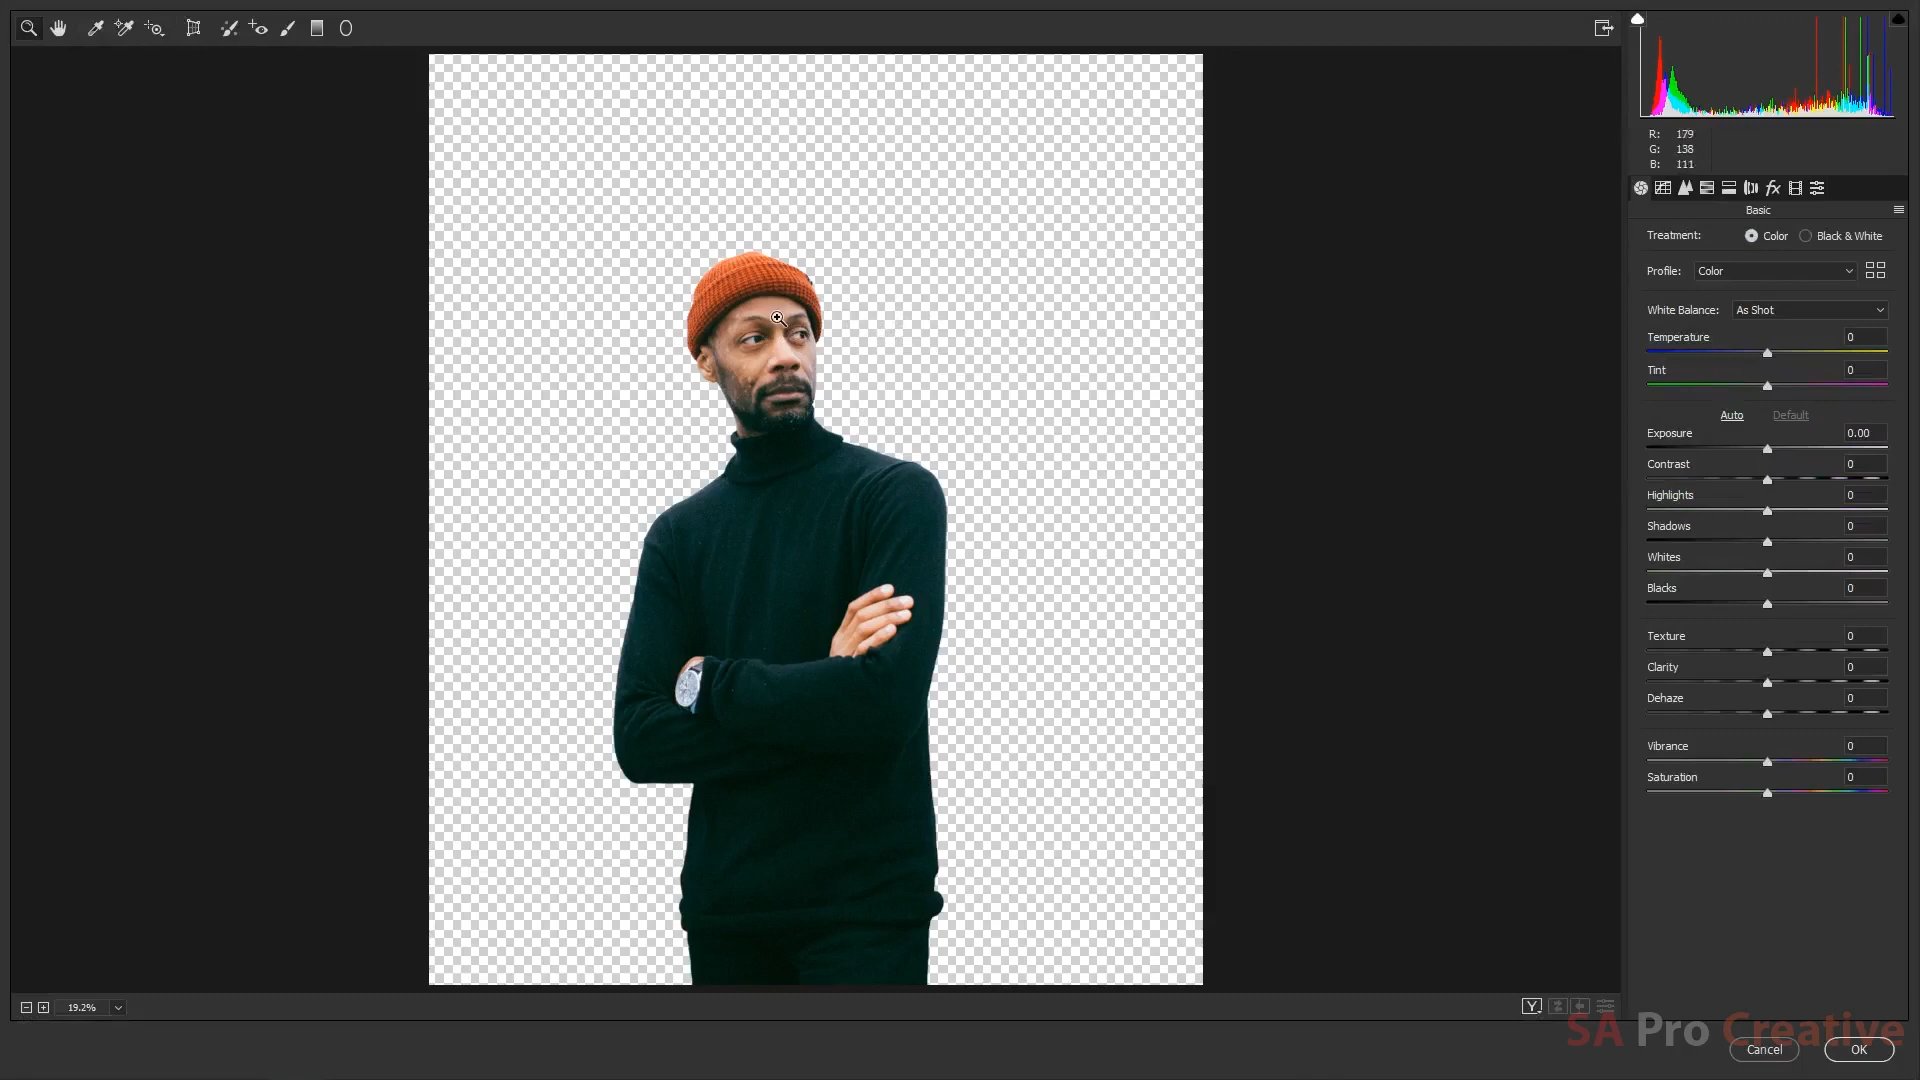 R: 179
G: 138
B: 111
Basic
Treatment: Color Black & White
Profile: Color
White Balance: As Shot
Temperature 0
Tint 0
Auto Default
Exposure 0.00
Contrast 0
Highlights 0
Shadows 0
Whites 0
Blacks 0
Texture 0
Clarity 0
Dehaze 0
Vibrance 0
Saturation 0
19.2%
Y
SA Pro Creative
Cancel OK